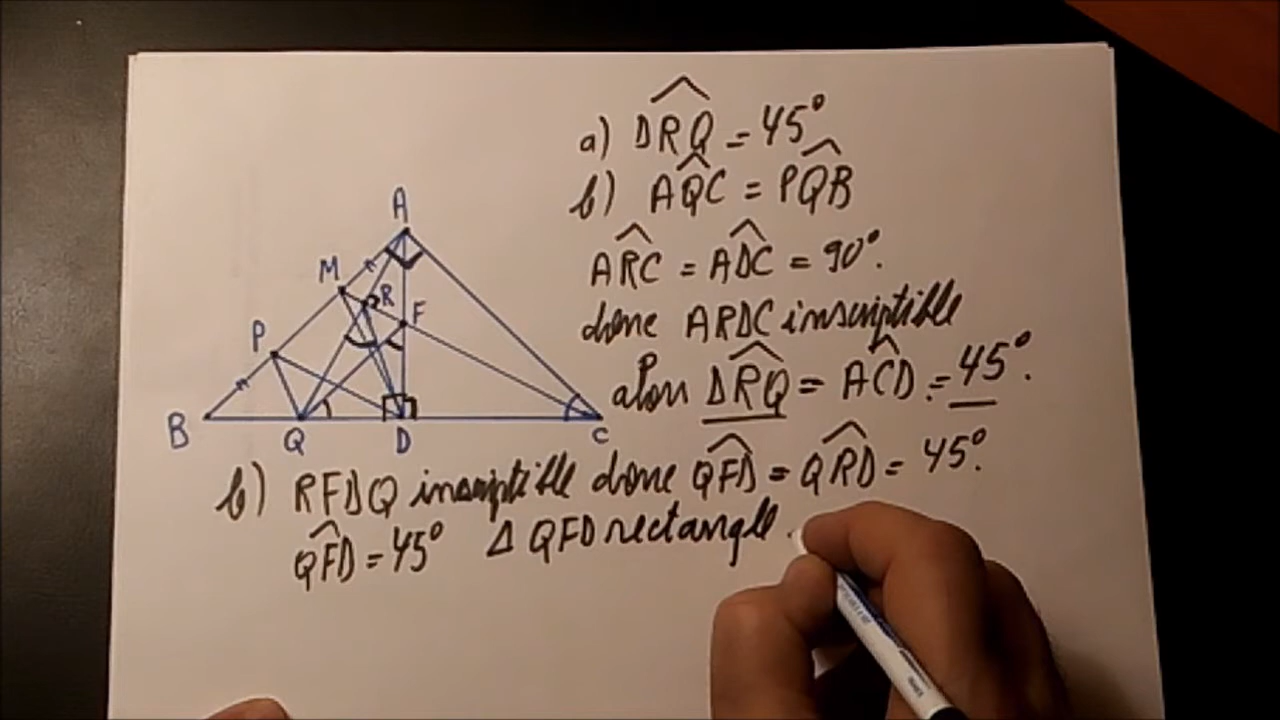 a) DRQ = 45°
b) AQC = PQB
ARC = ADC = 90°.
donc ARDC inscriptible
alors DRQ = ACD = 45°.
b) RFDQ inscriptible donc QFD = QRD = 45°.
QFD = 45° Δ QFD rectangle
A
M
R
F
P
B
Q
D
C